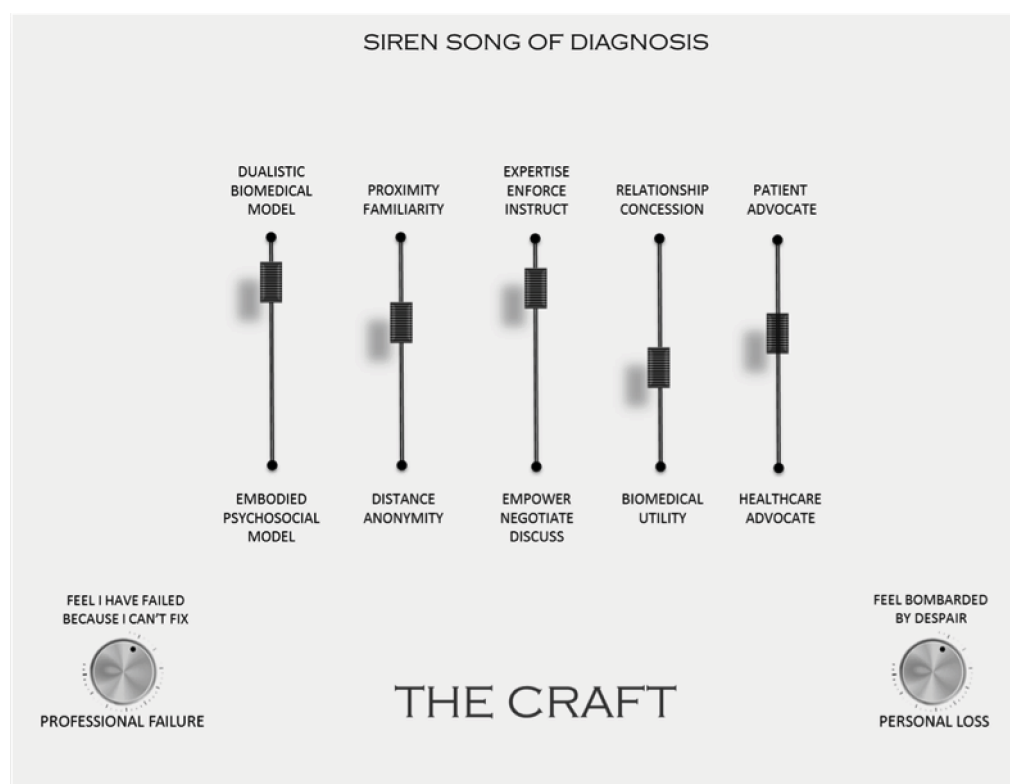 SIREN SONG OF DIAGNOSIS
DUALISTIC
BIOMEDICAL
MODEL
PROXIMITY
FAMILIARITY
EXPERTISE
ENFORCE
INSTRUCT
RELATIONSHIP
CONCESSION
PATIENT
ADVOCATE
EMBODIED
PSYCHOSOCIAL
MODEL
DISTANCE
ANONYMITY
EMPOWER
NEGOTIATE
DISCUSS
BIOMEDICAL
UTILITY
HEALTHCARE
ADVOCATE
FEEL I HAVE FAILED
BECAUSE I CAN'T FIX
PROFESSIONAL FAILURE
THE CRAFT
FEEL BOMBARDED
BY DESPAIR
PERSONAL LOSS